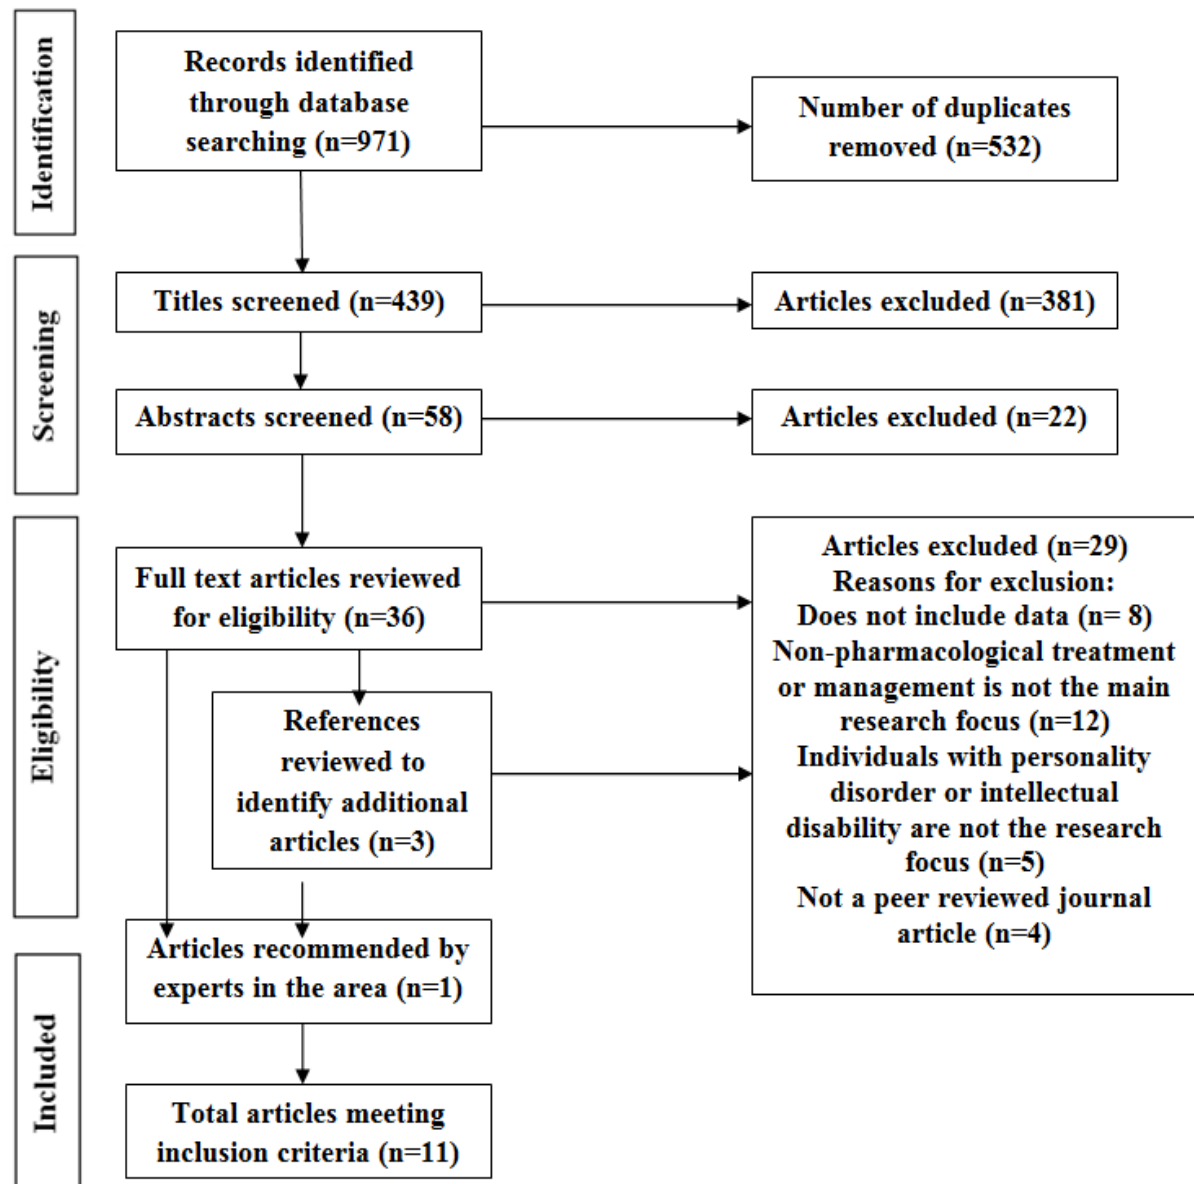 Identification
Records identified
through database
searching (n=971)
Number of duplicates
removed (n=532)
Screening
Titles screened (n=439)
Articles excluded (n=381)
Abstracts screened (n=58)
Articles excluded (n=22)
Eligibility
Full text articles reviewed
for eligibility (n=36)
References
reviewed to
identify additional
articles (n=3)
Articles excluded (n=29)
Reasons for exclusion:
Does not include data (n= 8)
Non-pharmacological treatment
or management is not the main
research focus (n=12)
Individuals with personality
disorder or intellectual
disability are not the research
focus (n=5)
Not a peer reviewed journal
article (n=4)
Articles recommended by
experts in the area (n=1)
Included
Total articles meeting
inclusion criteria (n=11)